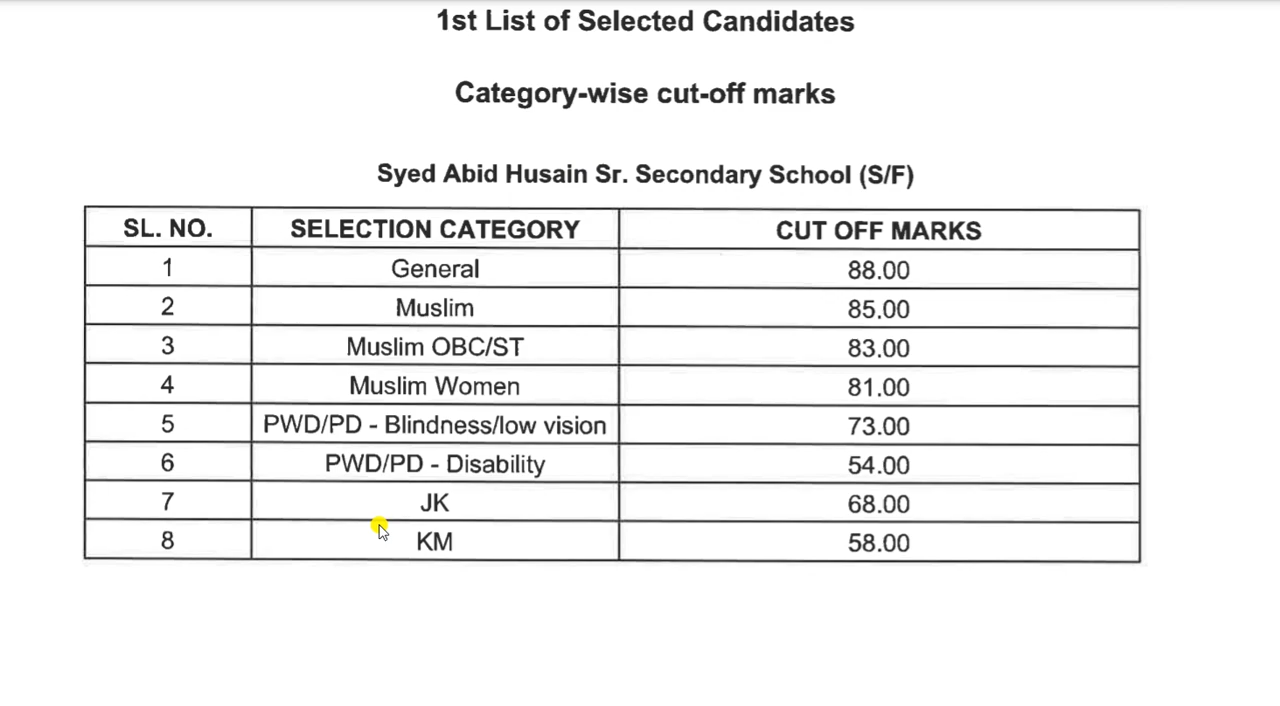 1st List of Selected Candidates
Category-wise cut-off marks
Syed Abid Husain Sr. Secondary School (S/F)
SL. NO. SELECTION CATEGORY CUT OFF MARKS
1 General 88.00
2 Muslim 85.00
3 Muslim OBC/ST 83.00
4 Muslim Women 81.00
5 PWD/PD - Blindness/low vision 73.00
6 PWD/PD - Disability 54.00
7 JK 68.00
8 KM 58.00